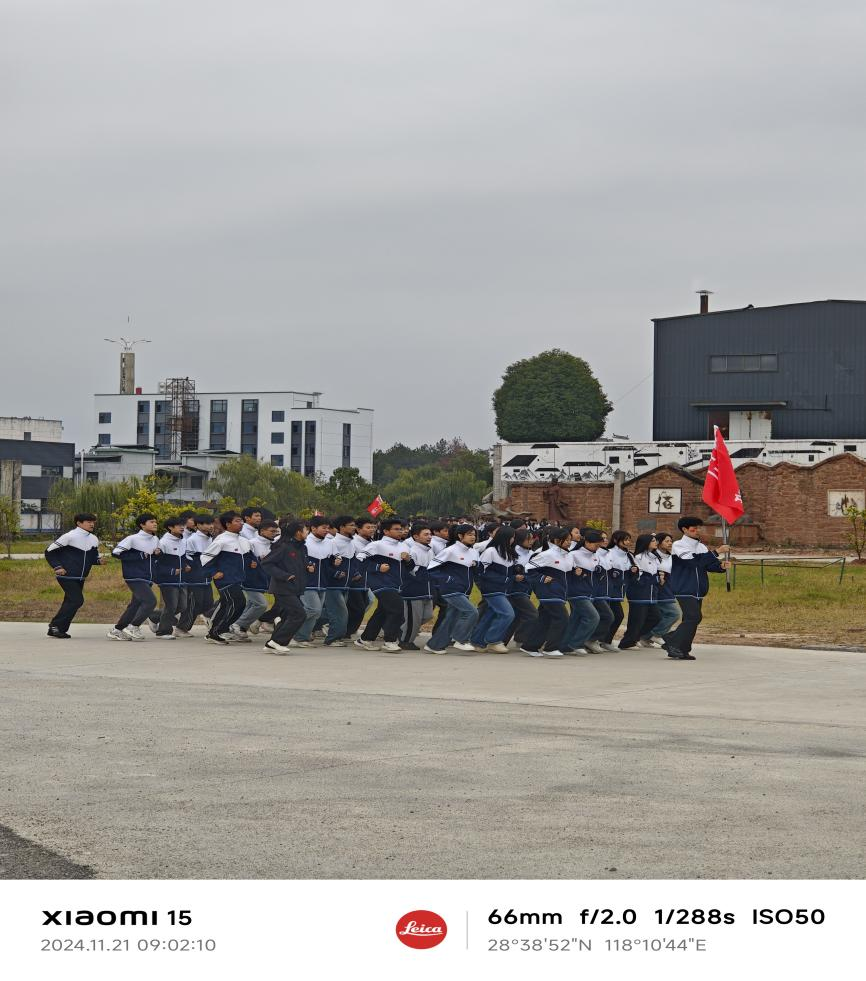 xiaomi 15
2024.11.21 09:02:10
Leica
66mm f/2.0 1/288s ISO50
28°38'52"N 118°10'44"E